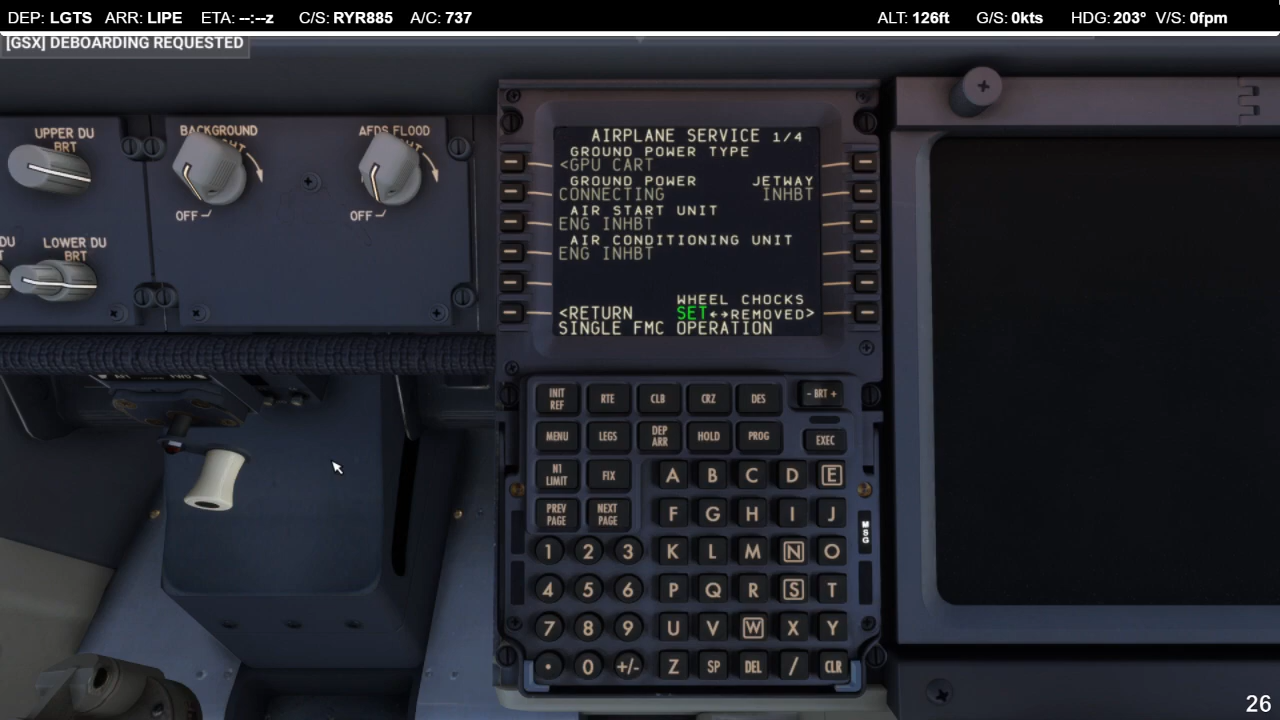 DEP: LGTS ARR: LIPE ETA: --:--z C/S: RYR885 A/C: 737 ALT: 126ft G/S: 0kts HDG: 203° V/S: 0fpm
[GSX] DEBOARDING REQUESTED
UPPER DU
BRT
BACKGROUND
AFDS FLOOD
OFF
OFF
DU
LOWER DU
BRT
AIRPLANE SERVICE 1/4
GROUND POWER TYPE
<GPU CART
GROUND POWER JETWAY
CONNECTING INHBT
AIR START UNIT
ENG INHBT
AIR CONDITIONING UNIT
ENG INHBT
WHEEL CHOCKS
<RETURN SET←→REMOVED>
SINGLE FMC OPERATION
INIT REF RTE CLB CRZ DES - BRT +
MENU LEGS DEP ARR HOLD PROG EXEC
N1 LIMIT FIX A B C D E
PREV PAGE NEXT PAGE F G H I J
MSG
1 2 3 K L M N O
4 5 6 P Q R S T
7 8 9 U V W X Y
. 0 +/- Z SP DEL / CLR
26